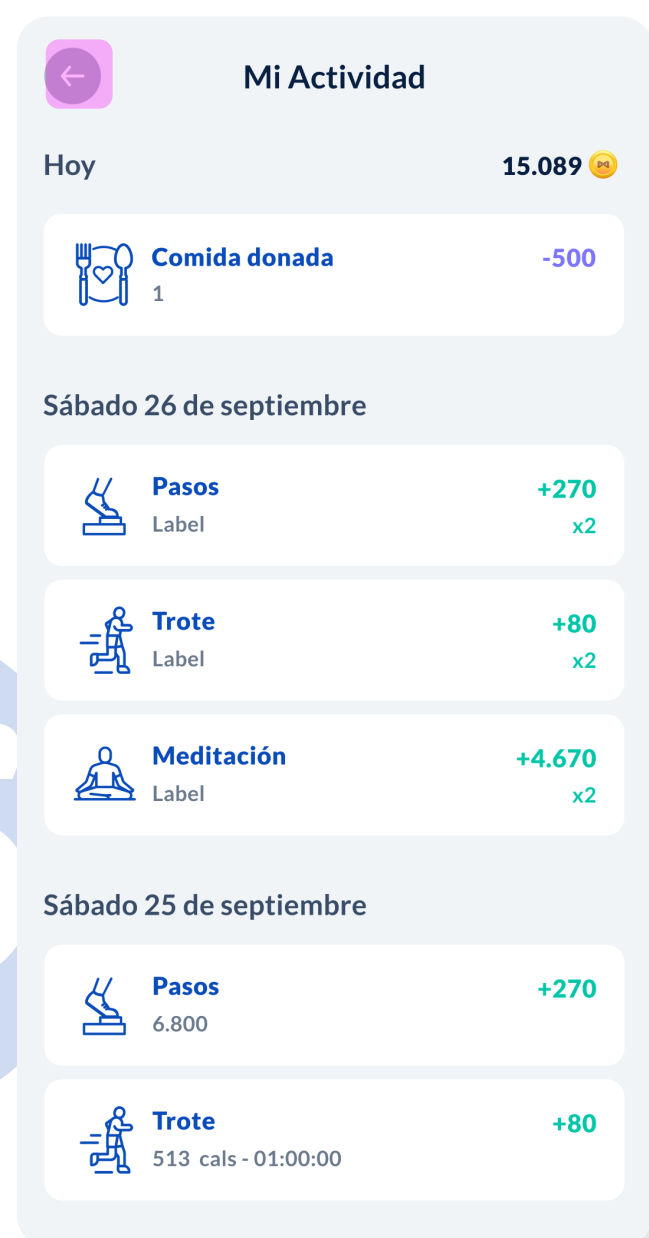 Mi Actividad
Hoy
15.089
Comida donada
-500
1
Sábado 26 de septiembre
Pasos
+270
Label
x2
Trote
+80
Label
x2
Meditación
+4.670
Label
x2
Sábado 25 de septiembre
Pasos
+270
6.800
Trote
+80
513 cals - 01:00:00